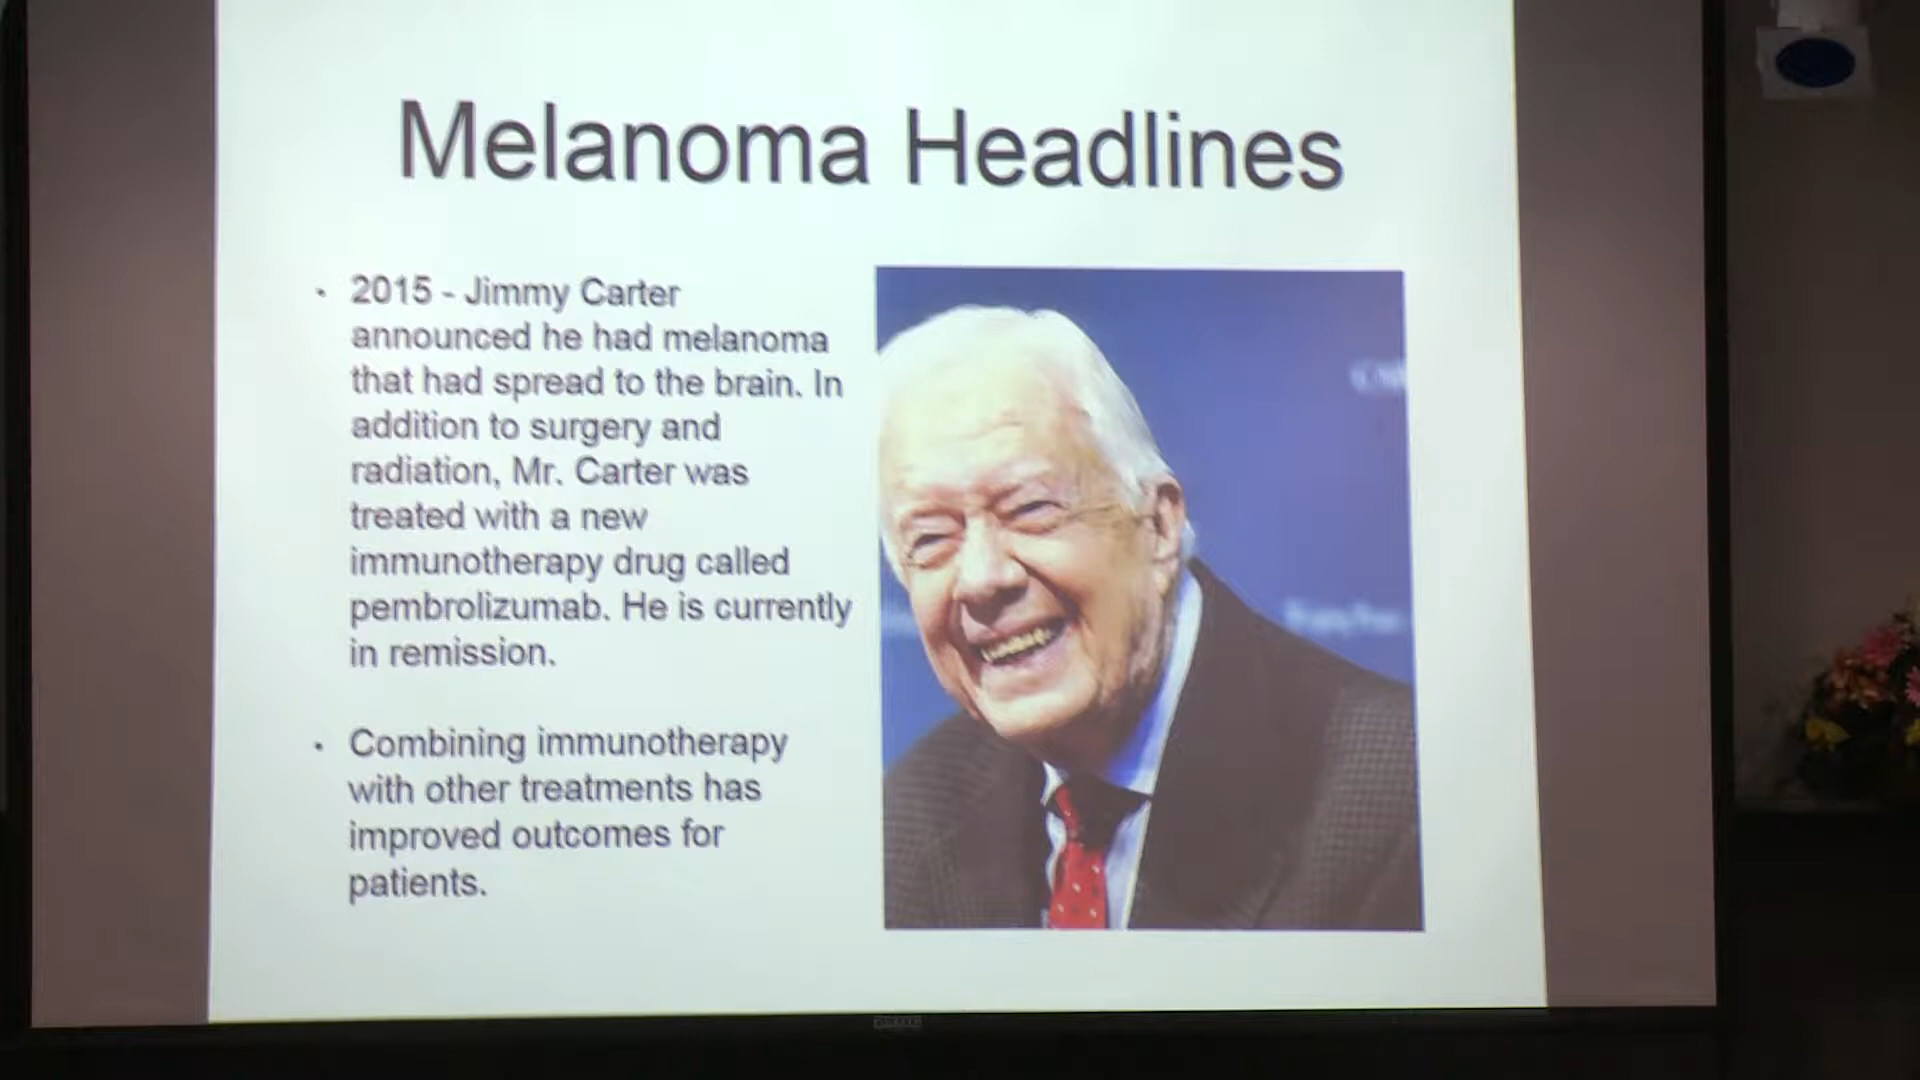 Melanoma Headlines
• 2015 - Jimmy Carter
announced he had melanoma
that had spread to the brain. In
addition to surgery and
radiation, Mr. Carter was
treated with a new
immunotherapy drug called
pembrolizumab. He is currently
in remission.
• Combining immunotherapy
with other treatments has
improved outcomes for
patients.